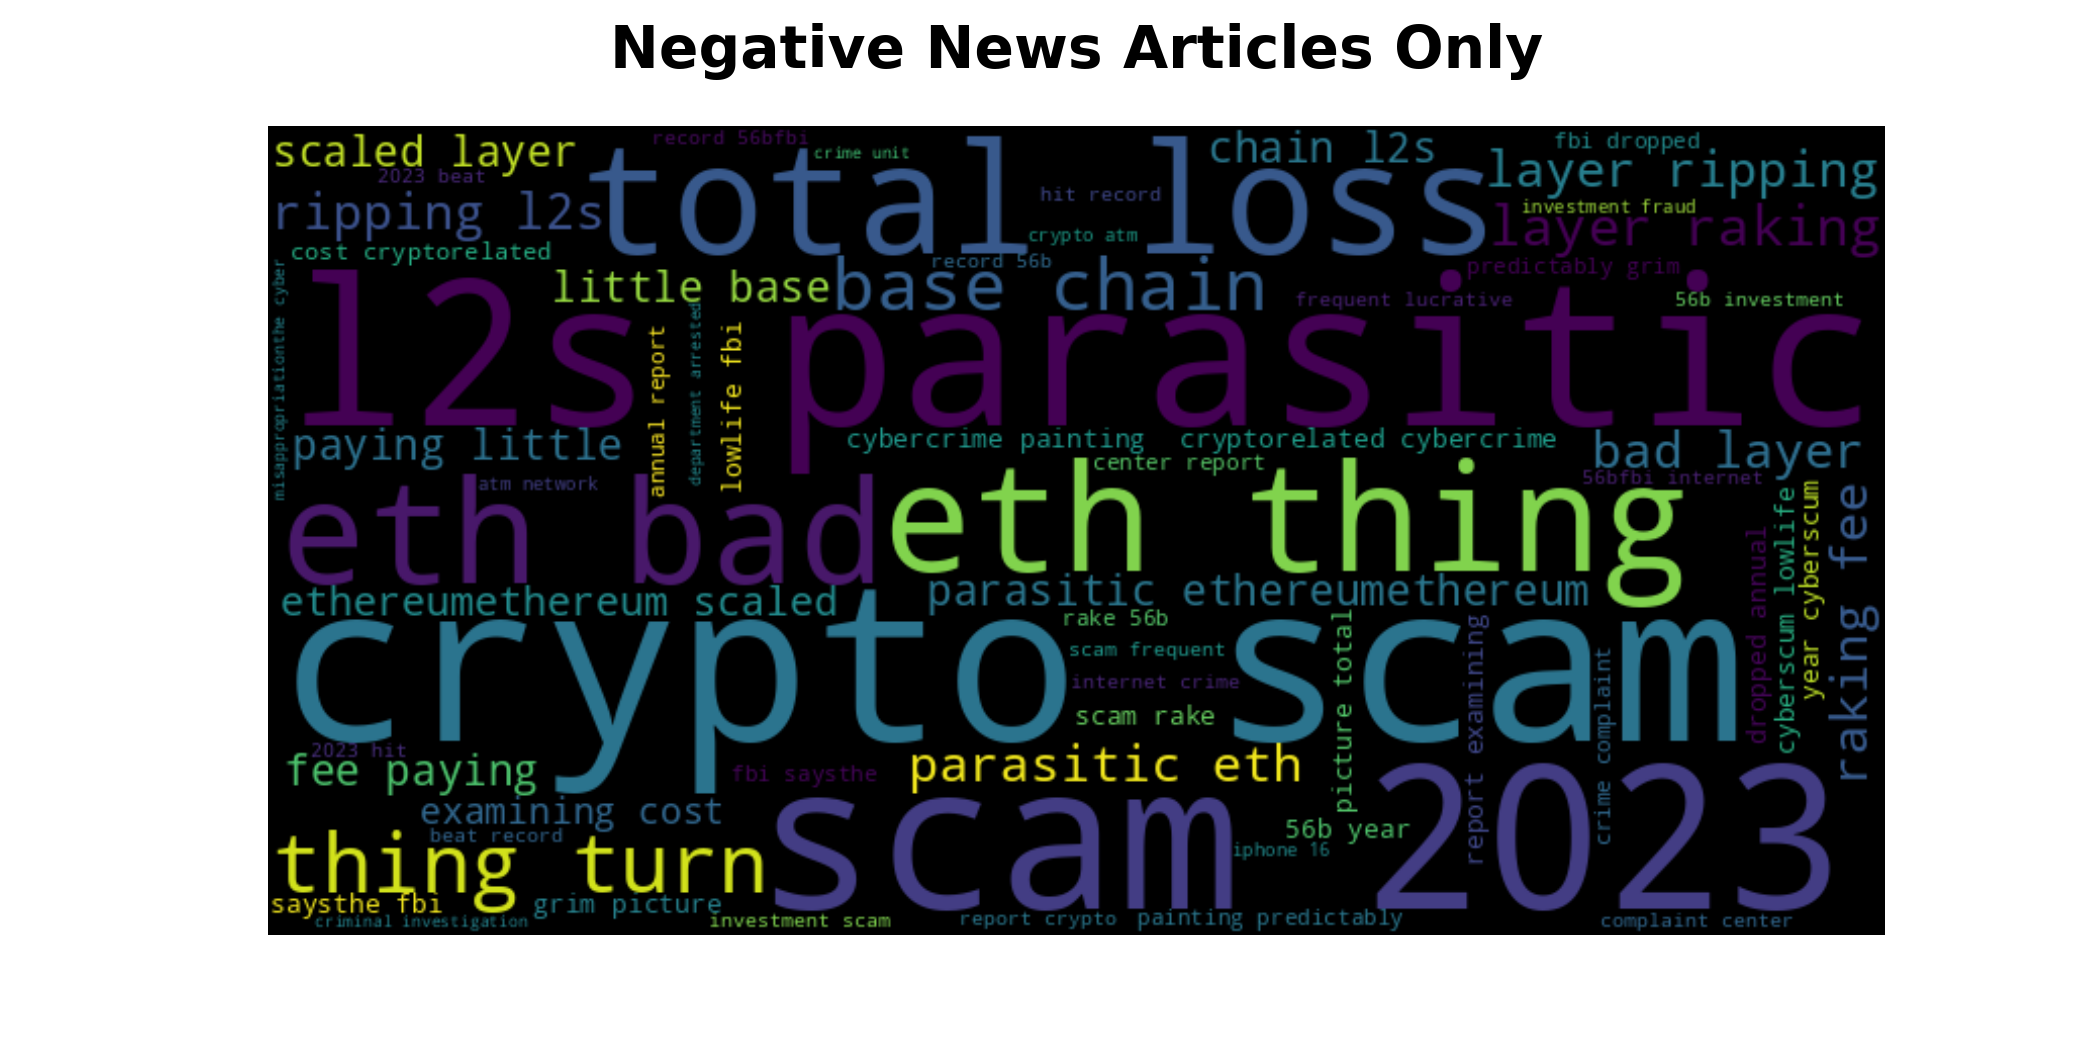 Negative News Articles Only
scaled layer
record 56bfbi
crime unit
total loss
chain l2s
fbi dropped
2023 beat
layer ripping
hit record
ripping l2s
investment fraud
layer raking
crypto atm
cost cryptorelated
record 56b
predictably grim
misappropriationthe cyber
l2s parasitic
little base
base chain
frequent lucrative
56b investment
annual report
department arrested
lowlife fbi
paying little
cybercrime painting
cryptorelated cybercrime
bad layer
center report
atm network
56bfbi internet
eth bad
eth thing
raking fee
dropped annual
cyberscum lowlife
year cyberscum
ethereumethereum scaled
parasitic ethereumethereum
crypto scam
rake 56b
scam frequent
internet crime
scam rake
picture total
report examining
crime complaint
2023 hit
fee paying
fbi saysthe
parasitic eth
scam 2023
examining cost
beat record
56b year
iphone 16
thing turn
saysthe fbi
grim picture
criminal investigation
investment scam
report crypto
painting predictably
complaint center